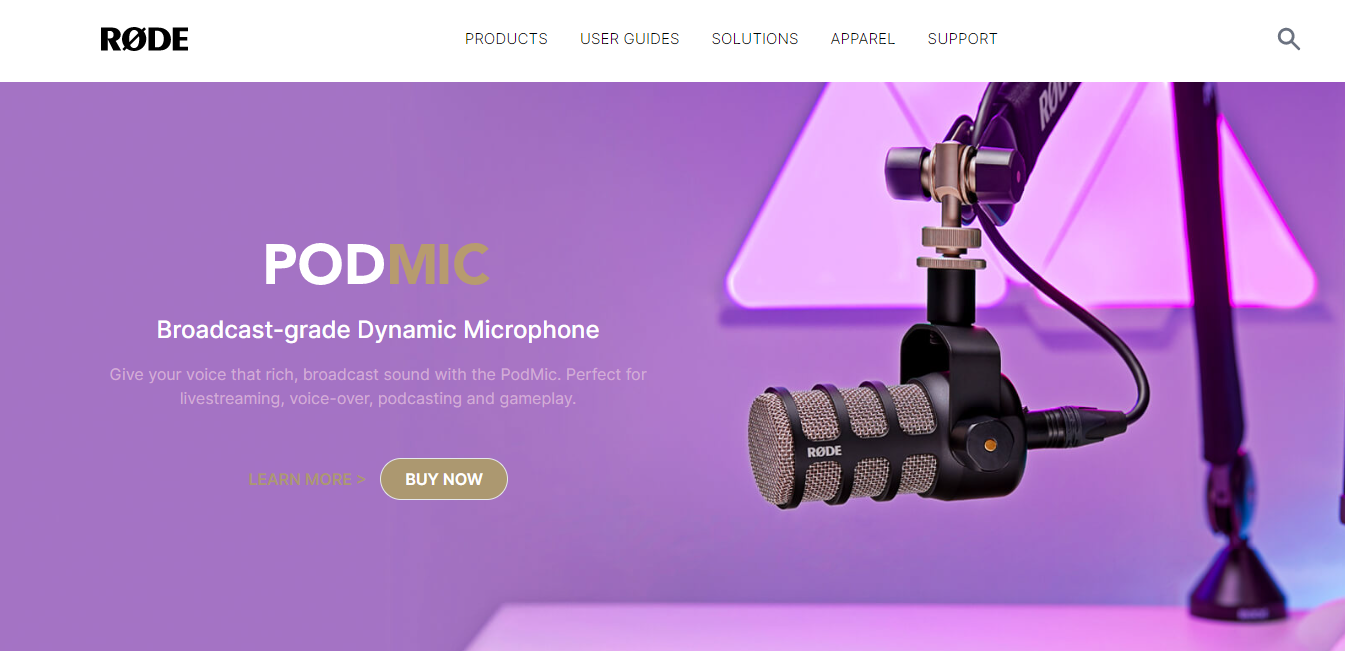 RØDE
PRODUCTS USER GUIDES SOLUTIONS APPAREL SUPPORT
PODMIC
Broadcast-grade Dynamic Microphone
Give your voice that rich, broadcast sound with the PodMic. Perfect for
livestreaming, voice-over, podcasting and gameplay.
LEARN MORE > BUY NOW
RØDE
RØDE